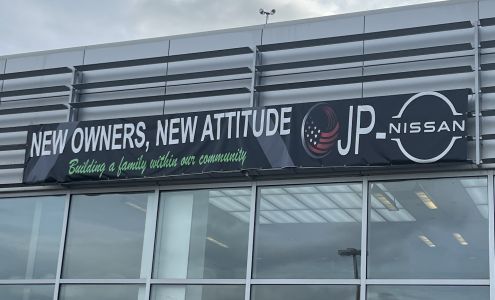 NEW OWNERS, NEW ATTITUDE JP-NISSAN
Building a family within our community